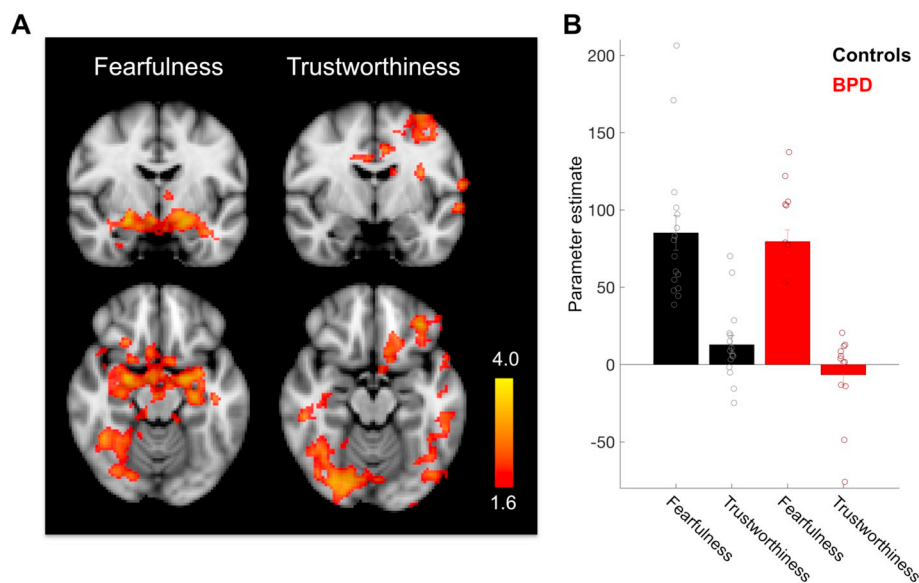 A
Fearfulness Trustworthiness
4.0
1.6
B
Controls
BPD
Parameter estimate
200
150
100
50
0
-50
Fearfulness
Trustworthiness
Fearfulness
Trustworthiness